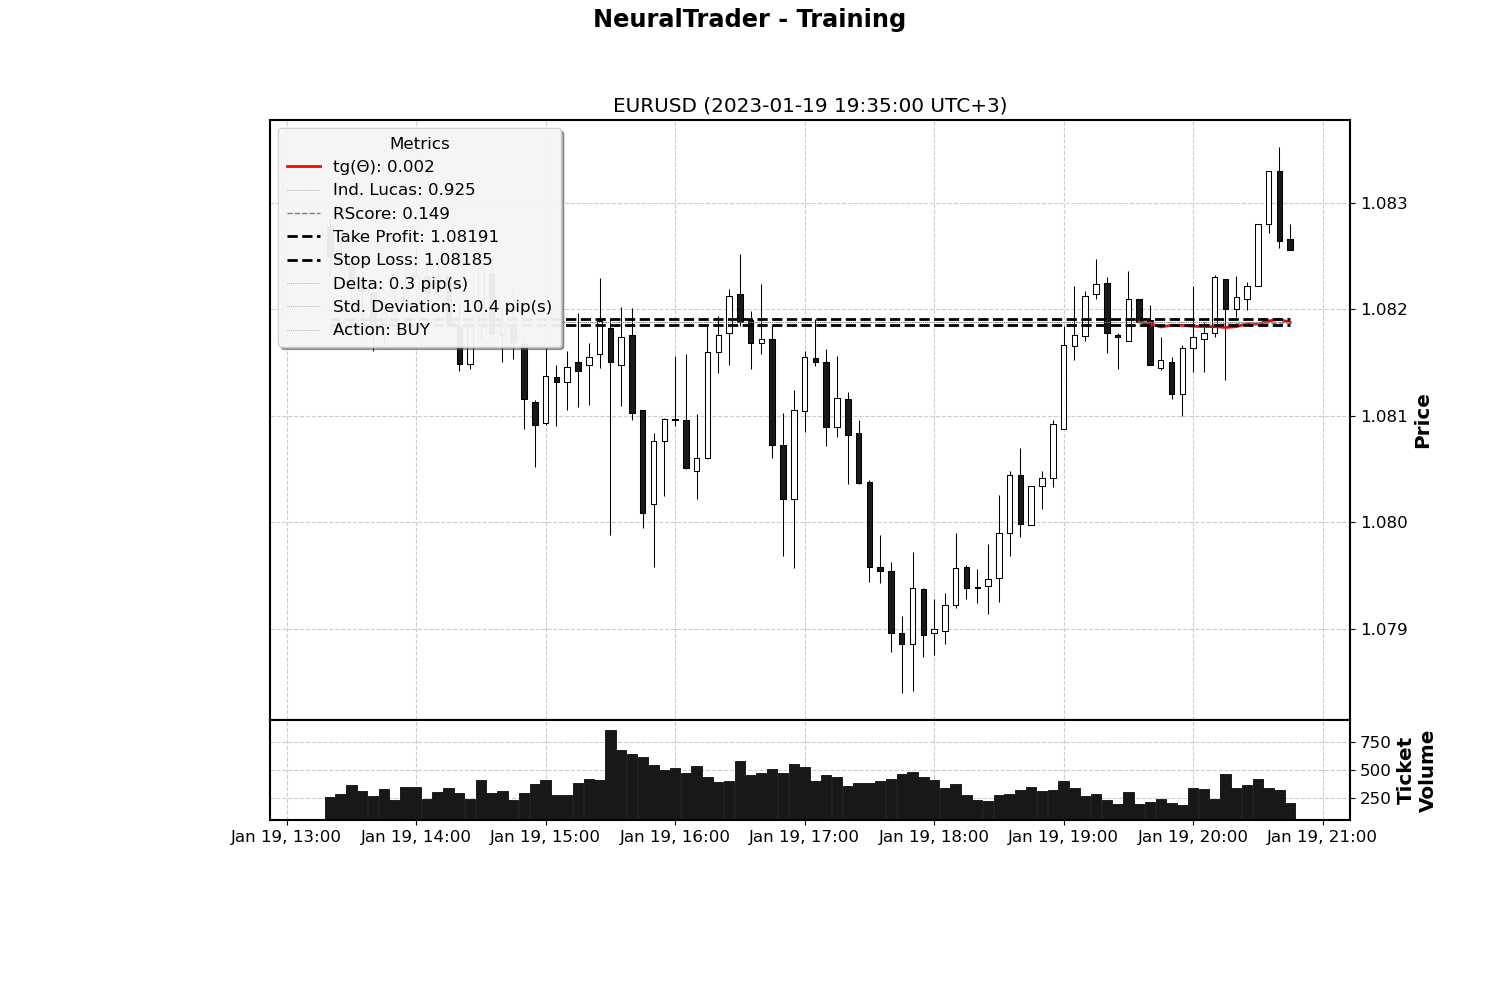 NeuralTrader - Training
EURUSD (2023-01-19 19:35:00 UTC+3)
Metrics
tg(Θ): 0.002
Ind. Lucas: 0.925
RScore: 0.149
Take Profit: 1.08191
Stop Loss: 1.08185
Delta: 0.3 pip(s)
Std. Deviation: 10.4 pip(s)
Action: BUY
1.083
1.082
1.081
1.080
1.079
Price
750
500
250
Ticket
Volume
Jan 19, 13:00
Jan 19, 14:00
Jan 19, 15:00
Jan 19, 16:00
Jan 19, 17:00
Jan 19, 18:00
Jan 19, 19:00
Jan 19, 20:00
Jan 19, 21:00